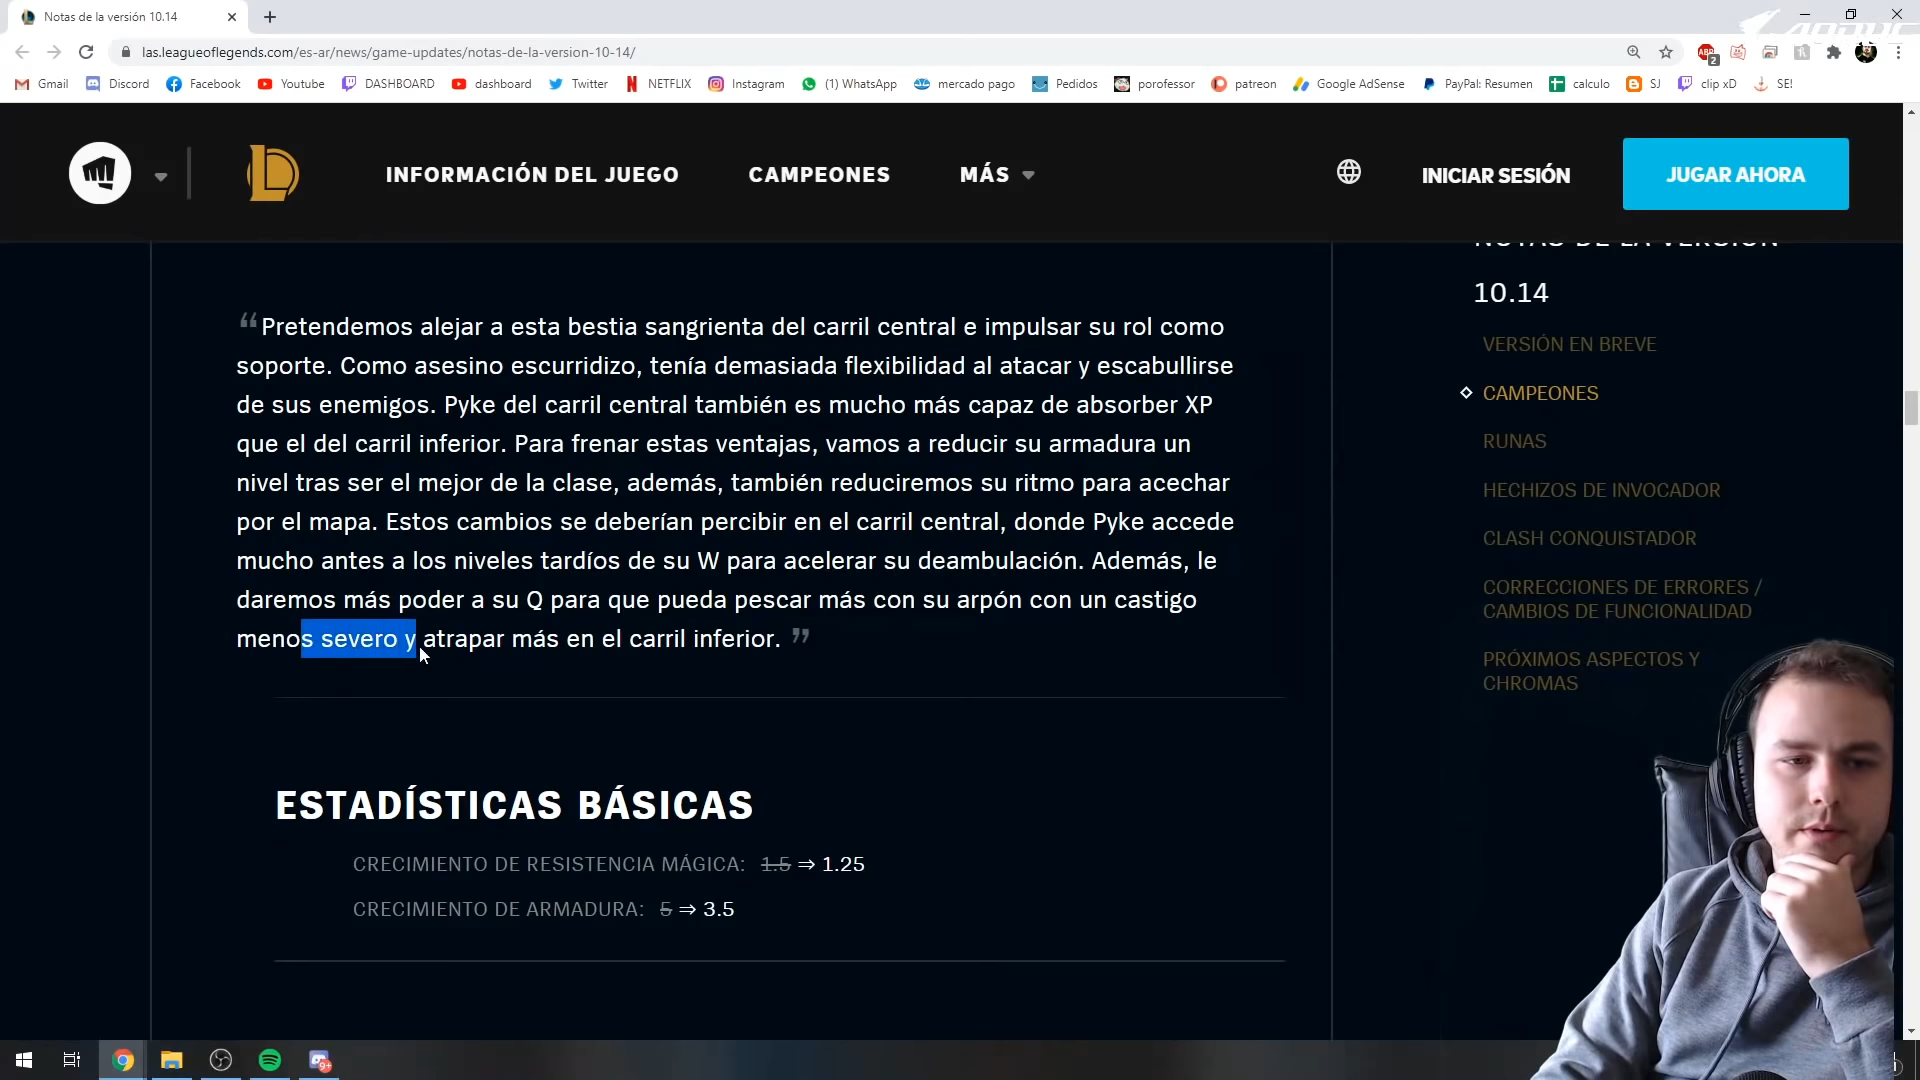 Notas de la versión 10.14
las.leagueoflegends.com/es-ar/news/game-updates/notas-de-la-version-10-14/
ABP
2
Gmail
Discord
Facebook
Youtube
DASHBOARD
dashboard
Twitter
NETFLIX
Instagram
(1) WhatsApp
mercado pago
Pedidos
porofessor
patreon
Google AdSense
PayPal: Resumen
calculo
SJ
clip xD
SE!
INFORMACIÓN DEL JUEGO
CAMPEONES
MÁS
INICIAR SESIÓN
JUGAR AHORA
“Pretendemos alejar a esta bestia sangrienta del carril central e impulsar su rol como
soporte. Como asesino escurridizo, tenía demasiada flexibilidad al atacar y escabullirse
de sus enemigos. Pyke del carril central también es mucho más capaz de absorber XP
que el del carril inferior. Para frenar estas ventajas, vamos a reducir su armadura un
nivel tras ser el mejor de la clase, además, también reduciremos su ritmo para acechar
por el mapa. Estos cambios se deberían percibir en el carril central, donde Pyke accede
mucho antes a los niveles tardíos de su W para acelerar su deambulación. Además, le
daremos más poder a su Q para que pueda pescar más con su arpón con un castigo
menos severo y atrapar más en el carril inferior. ”
ESTADÍSTICAS BÁSICAS
CRECIMIENTO DE RESISTENCIA MÁGICA: 1.5 ⇒ 1.25
CRECIMIENTO DE ARMADURA: 5 ⇒ 3.5
NOTAS DE LA VERSIÓN
10.14
VERSIÓN EN BREVE
CAMPEONES
RUNAS
HECHIZOS DE INVOCADOR
CLASH CONQUISTADOR
CORRECCIONES DE ERRORES /
CAMBIOS DE FUNCIONALIDAD
PRÓXIMOS ASPECTOS Y
CHROMAS
9+